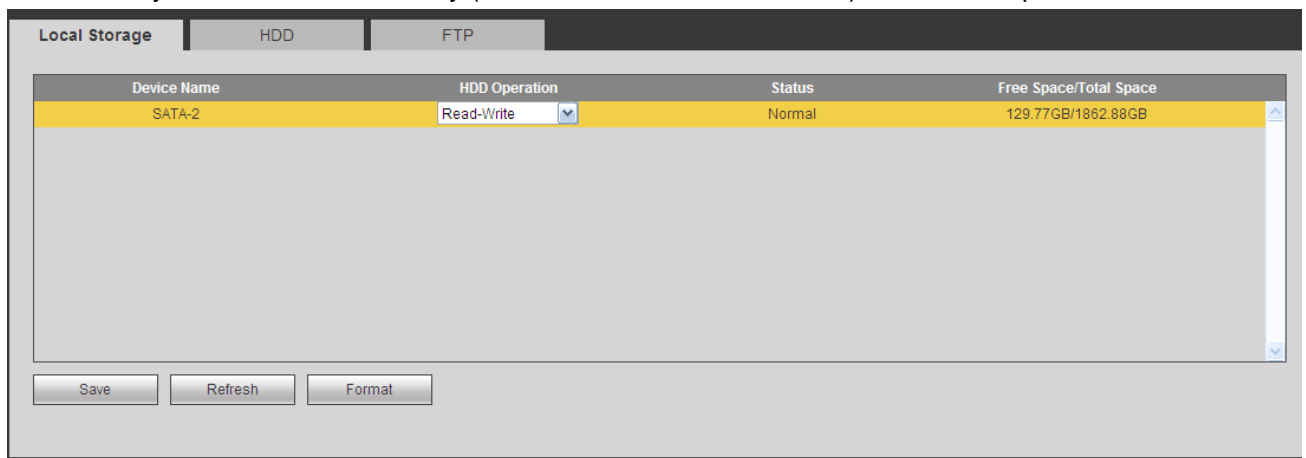 Local Storage HDD FTP
Device Name HDD Operation Status Free Space/Total Space
SATA-2 Read-Write Normal 129.77GB/1862.88GB
Save Refresh Format